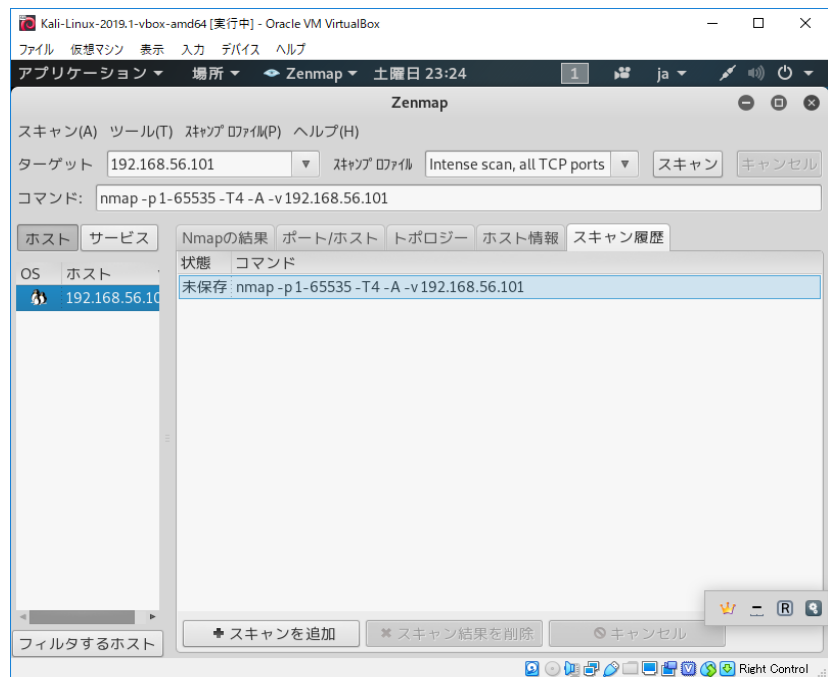 Kali-Linux-2019.1-vbox-amd64 [実行中] - Oracle VM VirtualBox
ファイル 仮想マシン 表示 入力 デバイス ヘルプ
アプリケーション 場所 Zenmap 土曜日 23:24 1 ja
Zenmap
スキャン(A) ツール(T) スキャンプロファイル(P) ヘルプ(H)
ターゲット 192.168.56.101 スキャンプロファイル Intense scan, all TCP ports スキャン キャンセル
コマンド: nmap -p 1-65535 -T4 -A -v 192.168.56.101
ホスト サービス Nmapの結果 ポート/ホスト トポロジー ホスト情報 スキャン履歴
OS ホスト 状態 コマンド
192.168.56.10 未保存 nmap -p 1-65535 -T4 -A -v 192.168.56.101
スキャンを追加 スキャン結果を削除 キャンセル
フィルタするホスト
R
Right Control